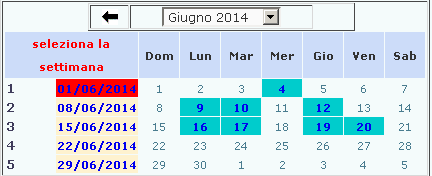 Giugno 2014
seleziona la settimana Dom Lun Mar Mer Gio Ven Sab
1 01/06/2014 1 2 3 4 5 6 7
2 08/06/2014 8 9 10 11 12 13 14
3 15/06/2014 15 16 17 18 19 20 21
4 22/06/2014 22 23 24 25 26 27 28
5 29/06/2014 29 30 1 2 3 4 5